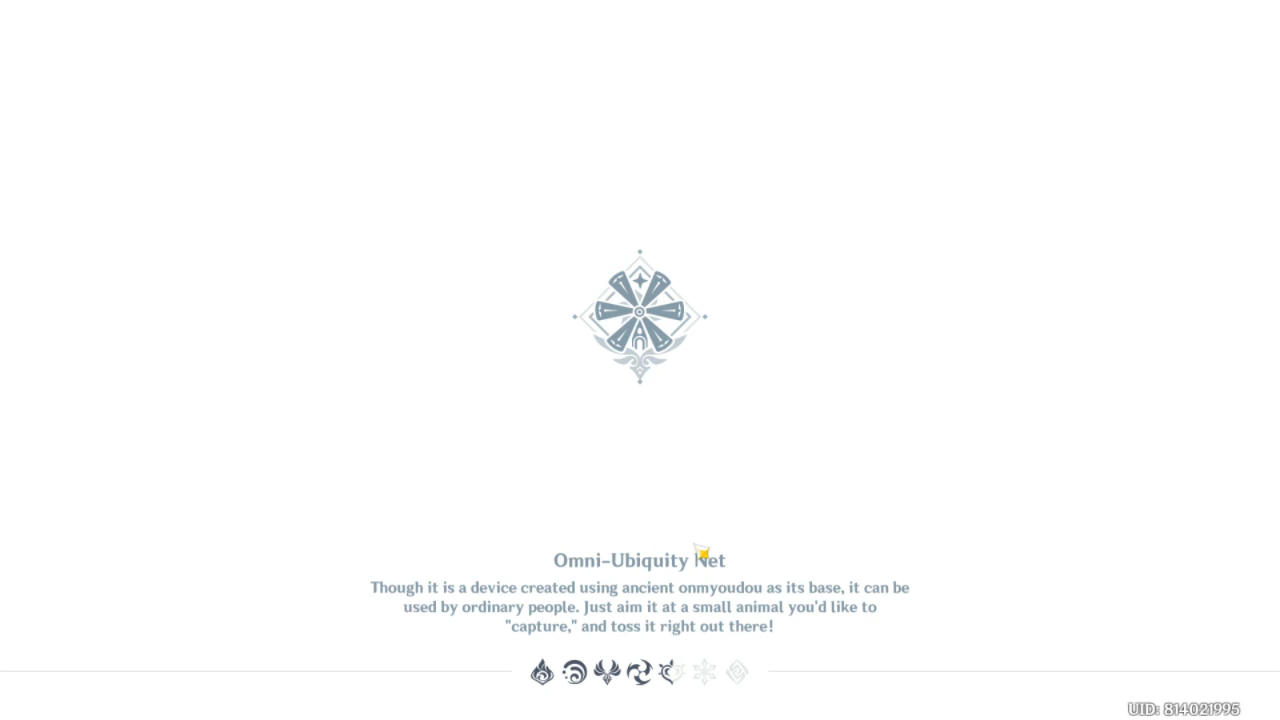 Omni-Ubiquity Net
Though it is a device created using ancient onmyoudou as its base, it can be
used by ordinary people. Just aim it at a small animal you'd like to
"capture," and toss it right out there!
UID: 814021995